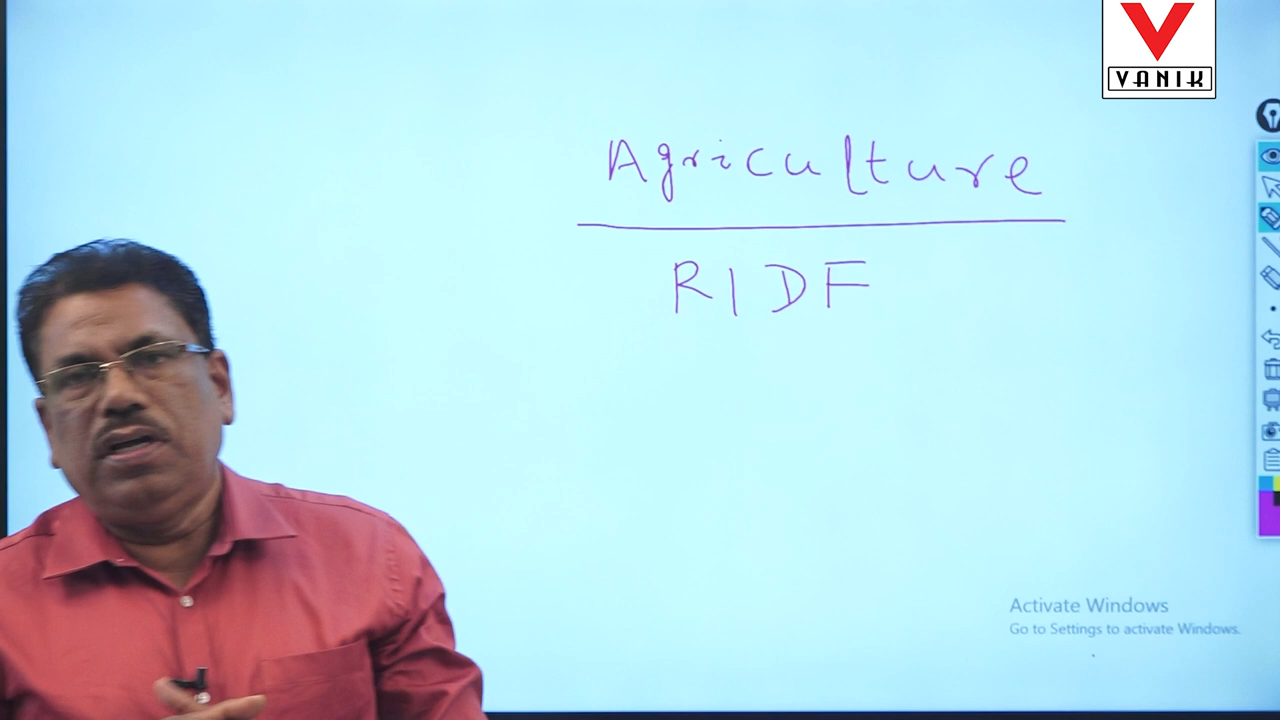 VANIK
Agriculture
RIDF
Activate Windows
Go to Settings to activate Windows.